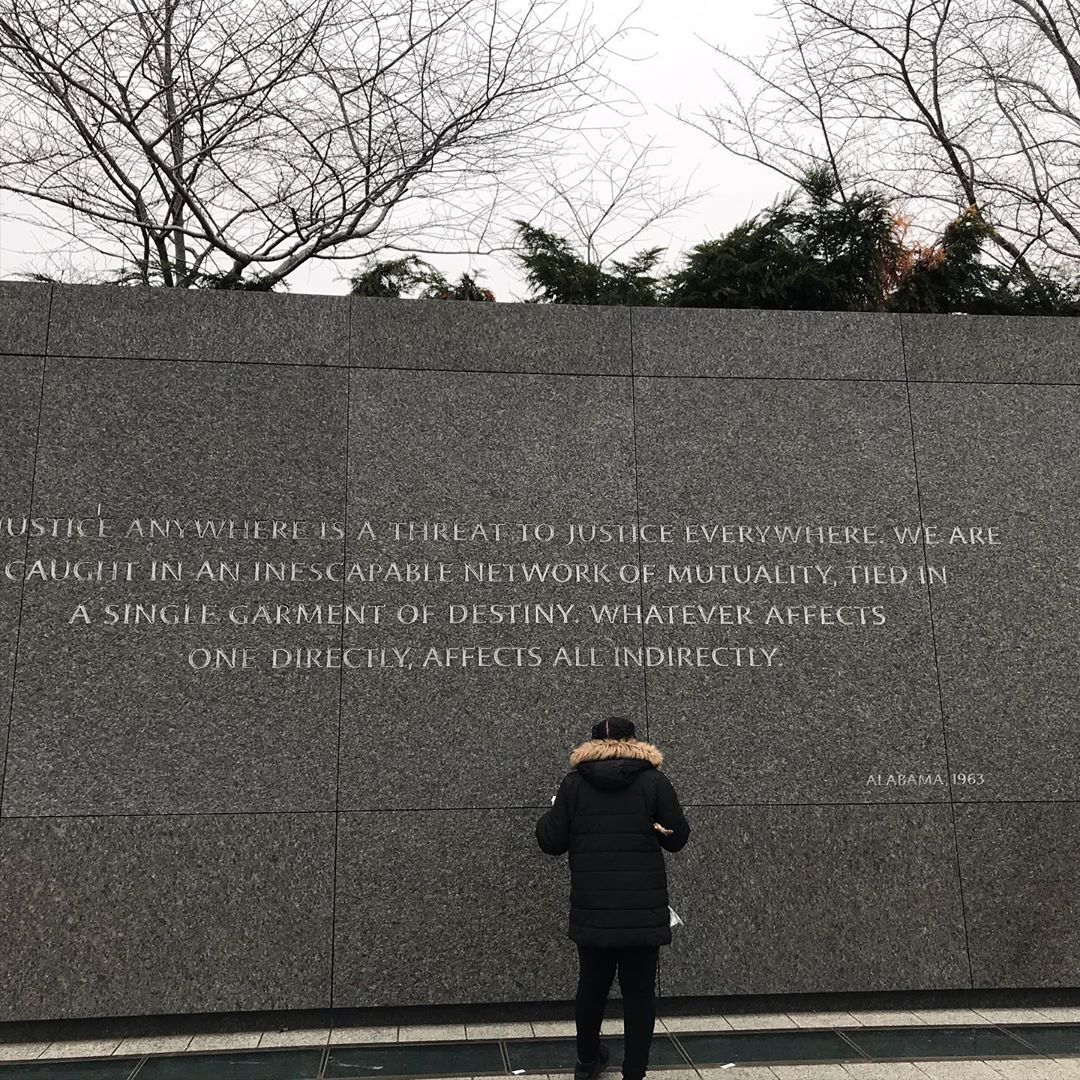 JUSTICE ANYWHERE IS A THREAT TO JUSTICE EVERYWHERE. WE ARE
CAUGHT IN AN INESCAPABLE NETWORK OF MUTUALITY, TIED IN
A SINGLE GARMENT OF DESTINY. WHATEVER AFFECTS
ONE DIRECTLY, AFFECTS ALL INDIRECTLY.
ALABAMA, 1963